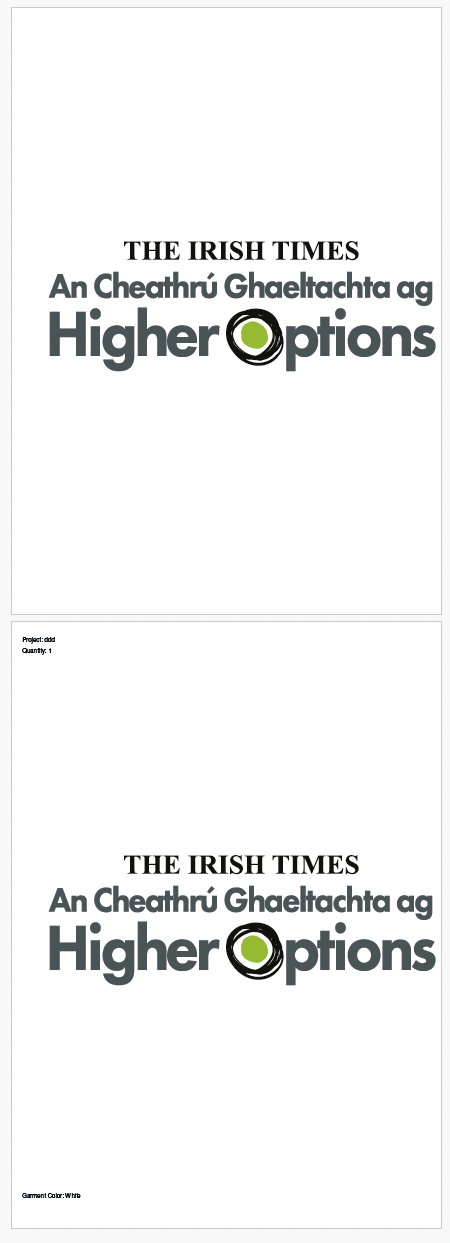 THE IRISH TIMES
An Cheathrú Ghaeltachta ag
Higher Options
Project: ddd
Quantity: 1
THE IRISH TIMES
An Cheathrú Ghaeltachta ag
Higher Options
Garment Color: White